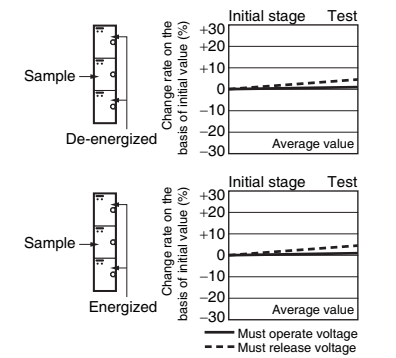 Initial stage Test
Change rate on the
basis of initial value (%)
+30
+20
+10
0
−10
−20
−30
Average value
Sample
De-energized
Initial stage Test
Change rate on the
basis of initial value (%)
+30
+20
+10
0
−10
−20
−30
Average value
Sample
Energized
Must operate voltage
Must release voltage